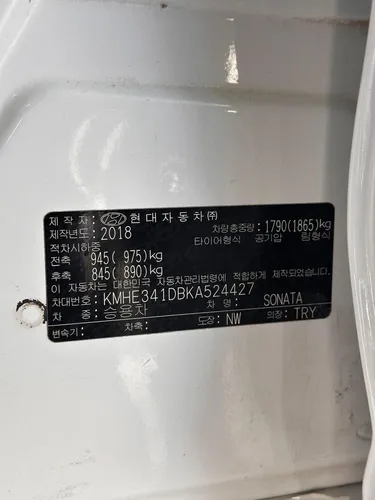 제 작 자: 현대자동차㈜
제작년도: 2018 차량총중량: 1790(1865)kg
적차시하중 타이어형식 공기압 림형식
전축 945( 975)kg
후축 845( 890)kg
이 자동차는 대한민국 자동차관리법령에 적합하게 제작되었습니다.
차대번호: KMHE341DBKA524427
차 종: 승용차 차 명: SONATA
변속기: 도장: NW 의장: TRY